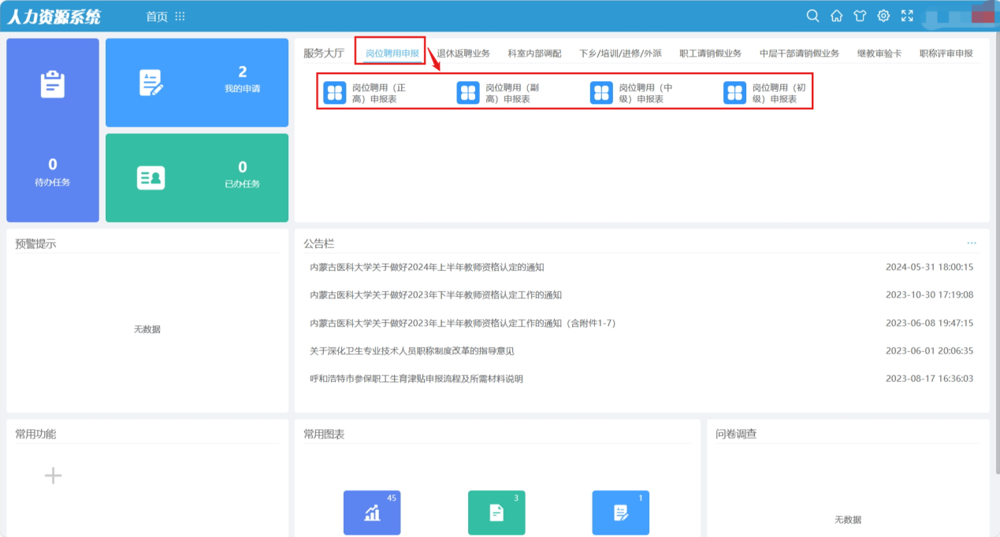 人力资源系统
首页
服务大厅 岗位聘用申报 退休返聘业务 科室内部调配 下乡/培训/进修/外派 职工请销假业务 中层干部请销假业务 继教审验卡 职称评审申报
岗位聘用（正
高）申报表
岗位聘用（副
高）申报表
岗位聘用（中
级）申报表
岗位聘用（初
级）申报表
0
待办任务
2
我的申请
0
已办任务
预警提示
无数据
公告栏
内蒙古医科大学关于做好2024年上半年教师资格认定的通知 2024-05-31 18:00:15
内蒙古医科大学关于做好2023年下半年教师资格认定工作的通知 2023-10-30 17:19:08
内蒙古医科大学关于做好2023年上半年教师资格认定工作的通知（含附件1-7） 2023-06-08 19:47:15
关于深化卫生专业技术人员职称制度改革的指导意见 2023-06-01 20:06:35
呼和浩特市参保职工生育津贴申报流程及所需材料说明 2023-08-17 16:36:03
常用功能
常用图表
45
3
1
问卷调查
无数据